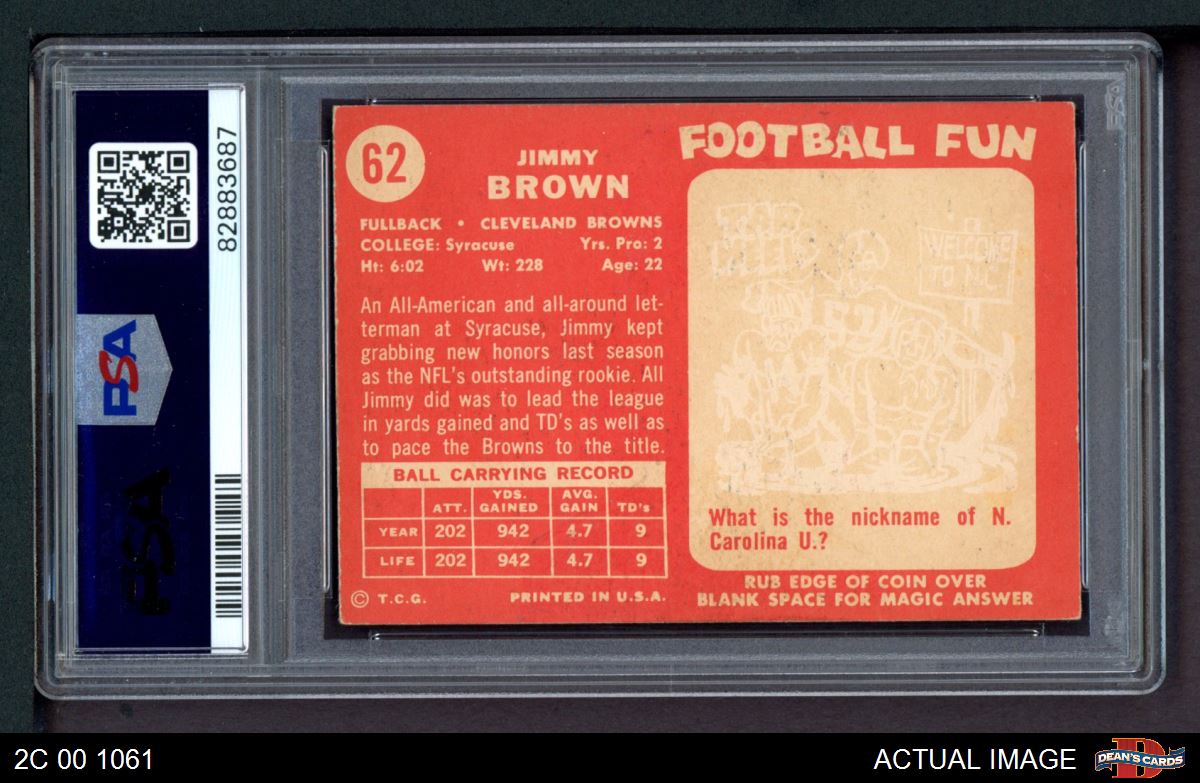 82883687
PSA
PSA
62
JIMMY
BROWN
FULLBACK • CLEVELAND BROWNS
COLLEGE: Syracuse Yrs. Pro: 2
Ht: 6:02 Wt: 228 Age: 22
An All-American and all-around let-
terman at Syracuse, Jimmy kept
grabbing new honors last season
as the NFL's outstanding rookie. All
Jimmy did was to lead the league
in yards gained and TD's as well as
to pace the Browns to the title.
BALL CARRYING RECORD
ATT. YDS. GAINED AVG. GAIN TD's
YEAR 202 942 4.7 9
LIFE 202 942 4.7 9
© T.C.G. PRINTED IN U.S.A.
FOOTBALL FUN
TAR
HEELS
WELCOME
TO N.C.
What is the nickname of N.
Carolina U.?
RUB EDGE OF COIN OVER
BLANK SPACE FOR MAGIC ANSWER
2C 00 1061
ACTUAL IMAGE
DEAN'S CARDS